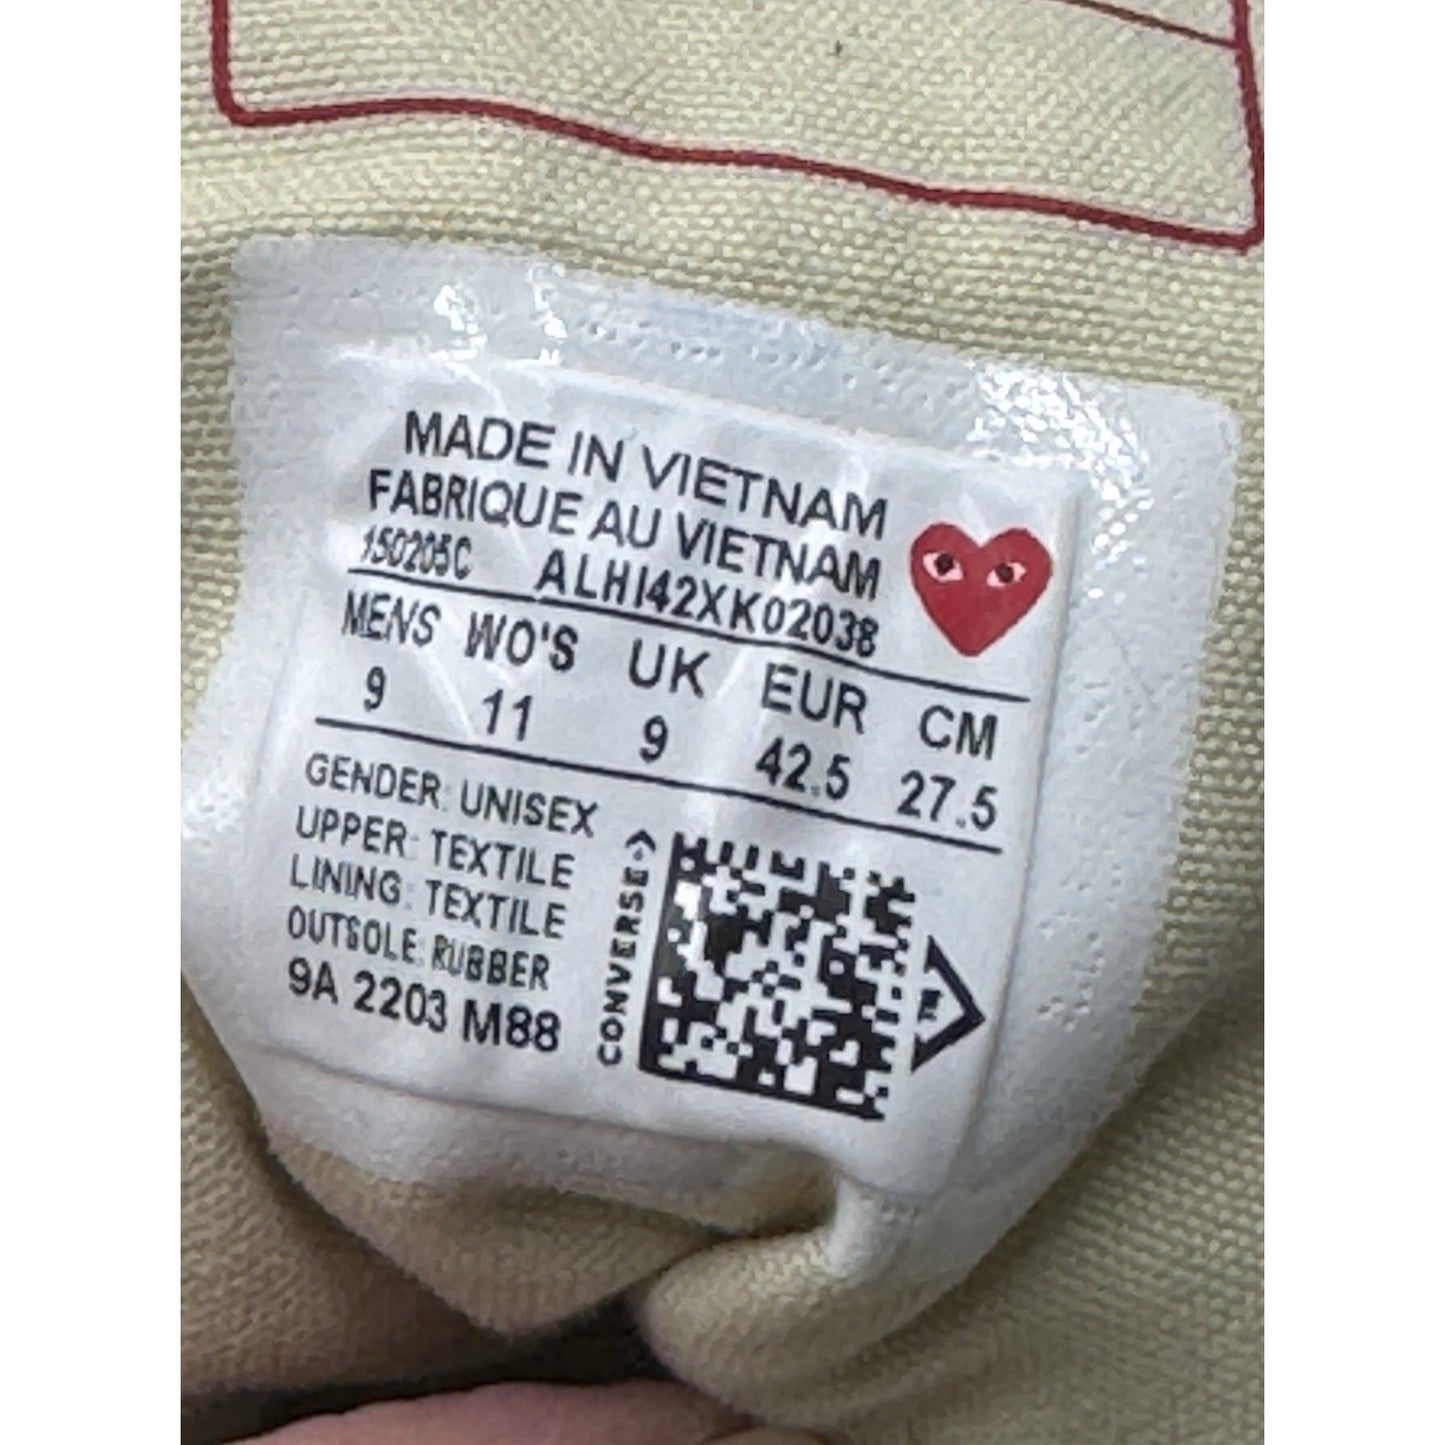 MADE IN VIETNAM
FABRIQUE AU VIETNAM
150205C ALHI42XK02038
MENS WO'S UK EUR CM
9 11 9 42.5 27.5
GENDER: UNISEX
UPPER: TEXTILE
LINING: TEXTILE
OUTSOLE: RUBBER
9A 2203 M88
CONVERSE